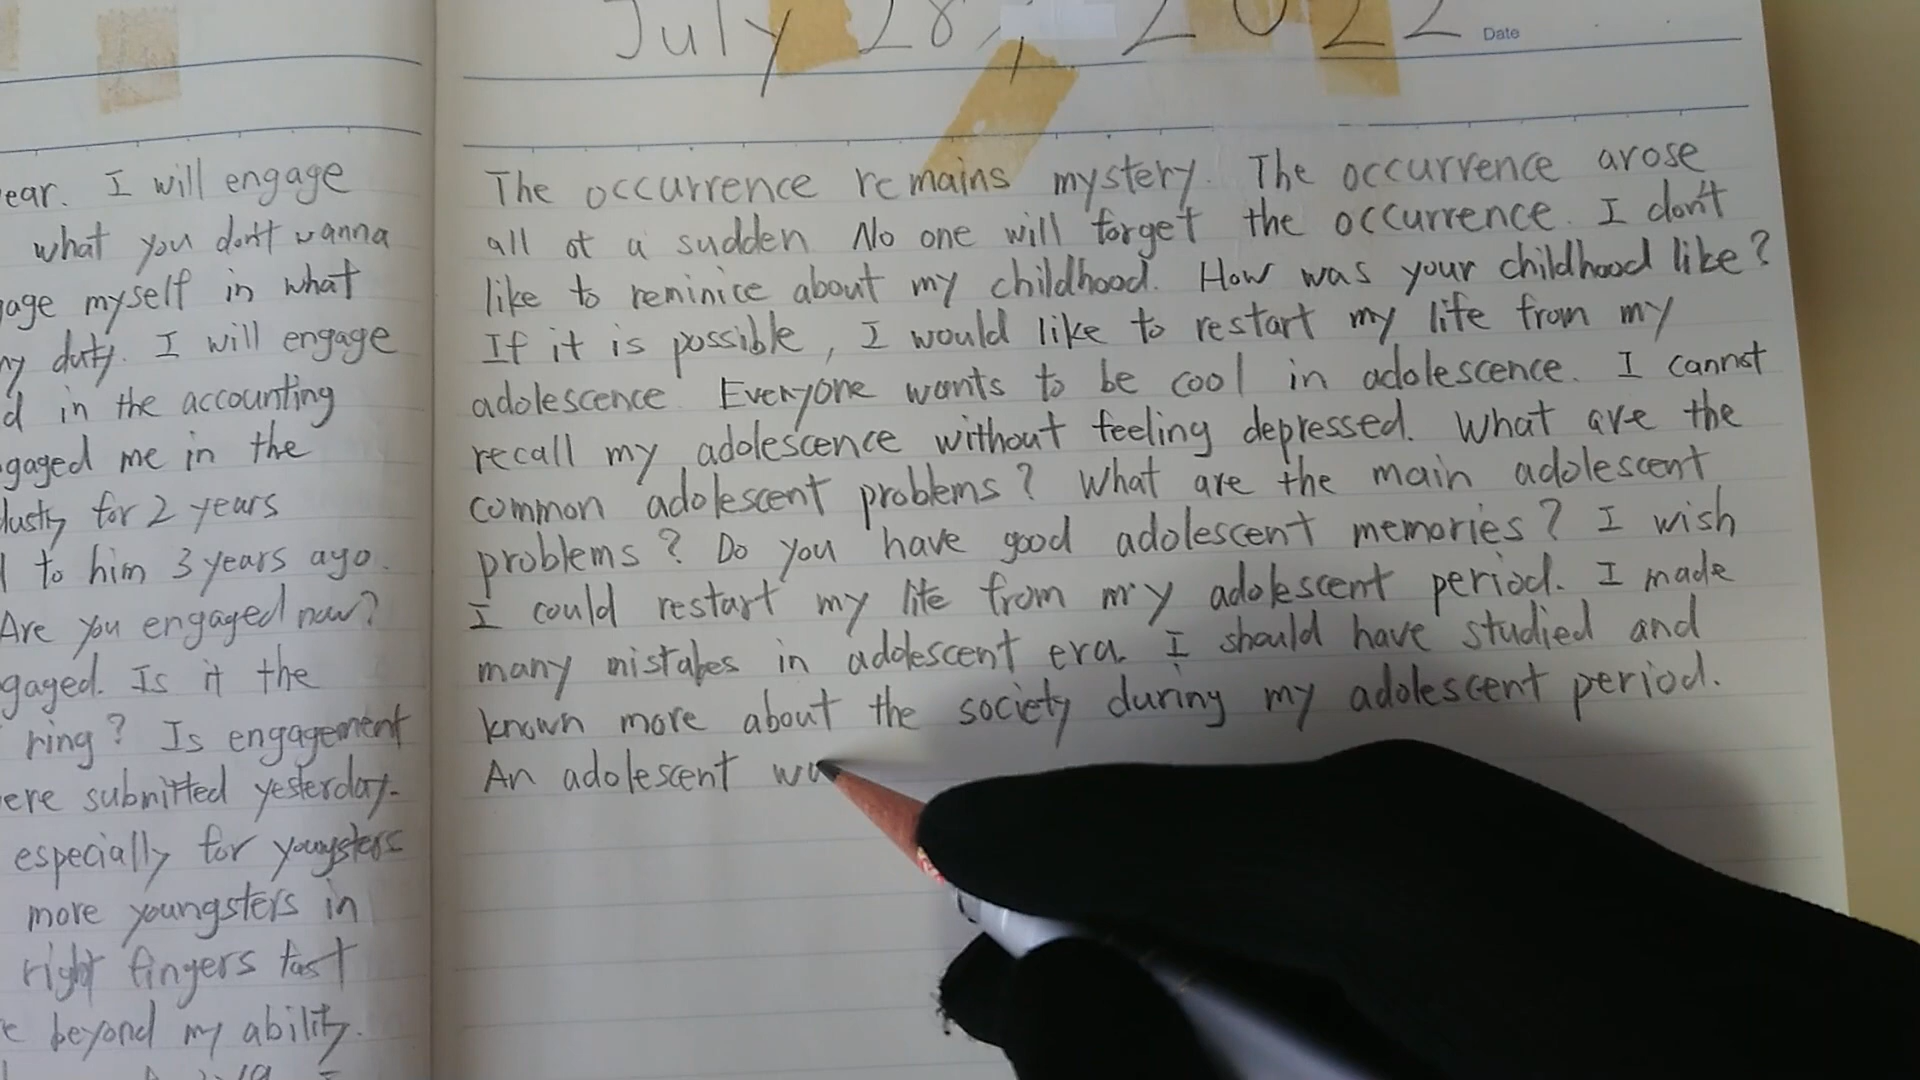 ear. I will engage
what you don't wanna
gage myself in what
my duty. I will engage
d in the accounting
gaged me in the
dustry for 2 years
to him 3 years ago.
Are you engaged now?
gaged. Is it the
ring? Is engagement
ere submitted yesterday.
especially for youngsters
more youngsters in
right fingers fast
e beyond my ability.
July 28, 2022 Date
The occurrence remains mystery. The occurrence arose
all of a sudden. No one will forget the occurrence. I don't
like to reminice about my childhood. How was your childhood like?
If it is possible, I would like to restart my life from my
adolescence. Everyone wants to be cool in adolescence. I cannot
recall my adolescence without feeling depressed. What are the
common adolescent problems? What are the main adolescent
problems? Do you have good adolescent memories? I wish
I could restart my life from my adolescent period. I made
many mistakes in adolescent era. I should have studied and
known more about the society during my adolescent period.
An adolescent